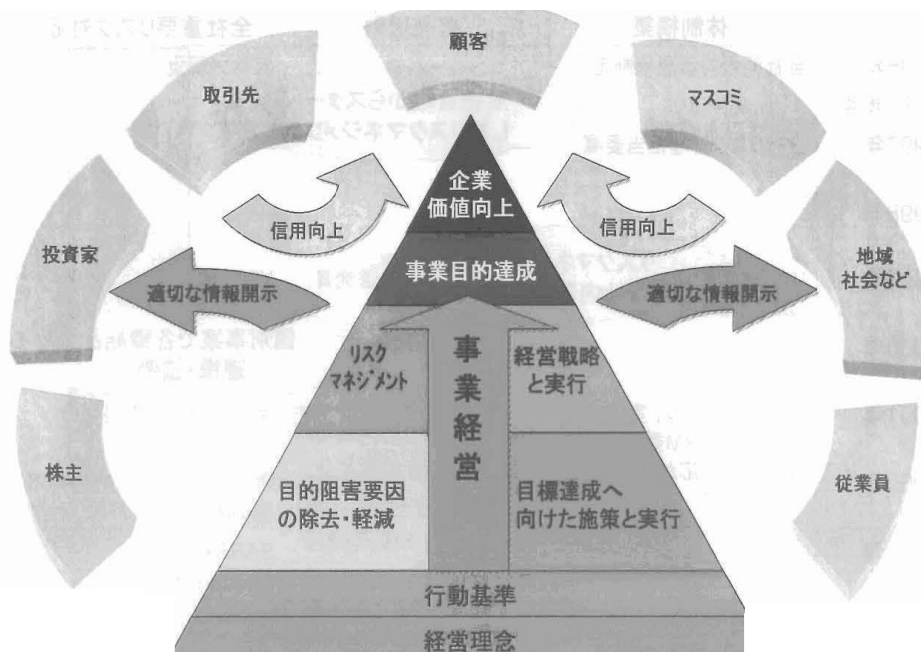 顧客
取引先
マスコミ
投資家
地域
社会など
株主
従業員
信用向上
信用向上
適切な情報開示
適切な情報開示
企業
価値向上
事業目的達成
事業経営
リスク
マネジメント
経営戦略
と実行
目的阻害要因
の除去・軽減
目標達成へ
向けた施策と実行
行動基準
経営理念